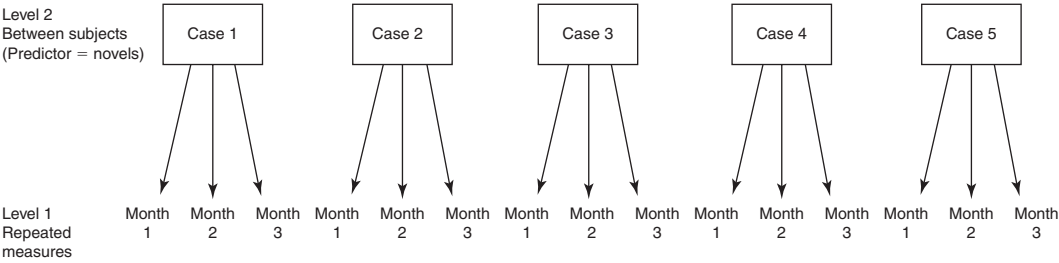 Level 2
Between subjects
(Predictor = novels)
Case 1 Case 2 Case 3 Case 4 Case 5
Level 1
Repeated
measures
Month Month Month Month Month Month Month Month Month Month Month Month Month Month Month
1 2 3 1 2 3 1 2 3 1 2 3 1 2 3